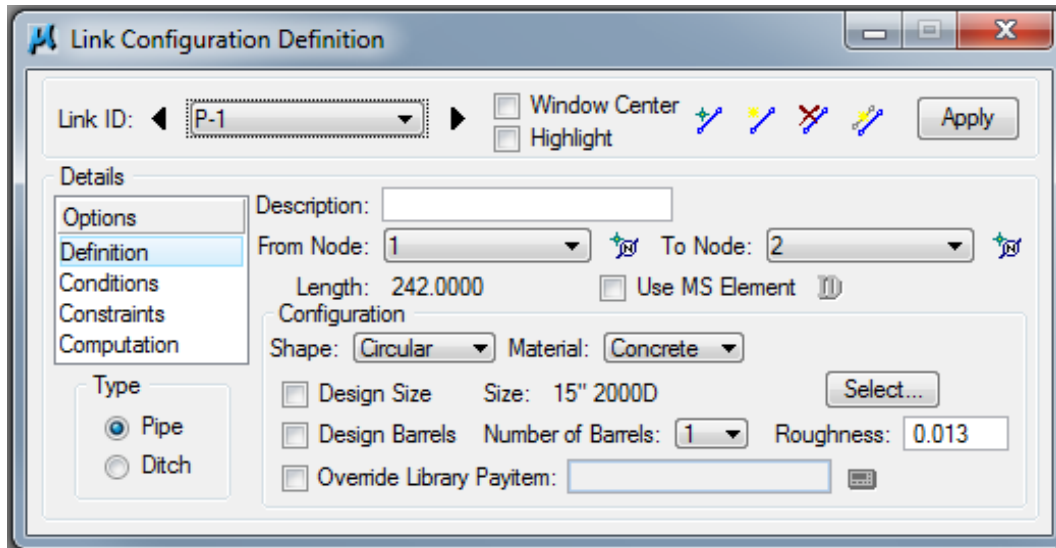 Link Configuration Definition
Link ID: P-1 Window Center Apply
Highlight
Details
Options
Definition
Conditions
Constraints
Computation
Description:
From Node: 1 To Node: 2
Length: 242.0000 Use MS Element
Configuration
Shape: Circular Material: Concrete
Design Size Size: 15" 2000D Select...
Design Barrels Number of Barrels: 1 Roughness: 0.013
Override Library Payitem:
Type
Pipe
Ditch